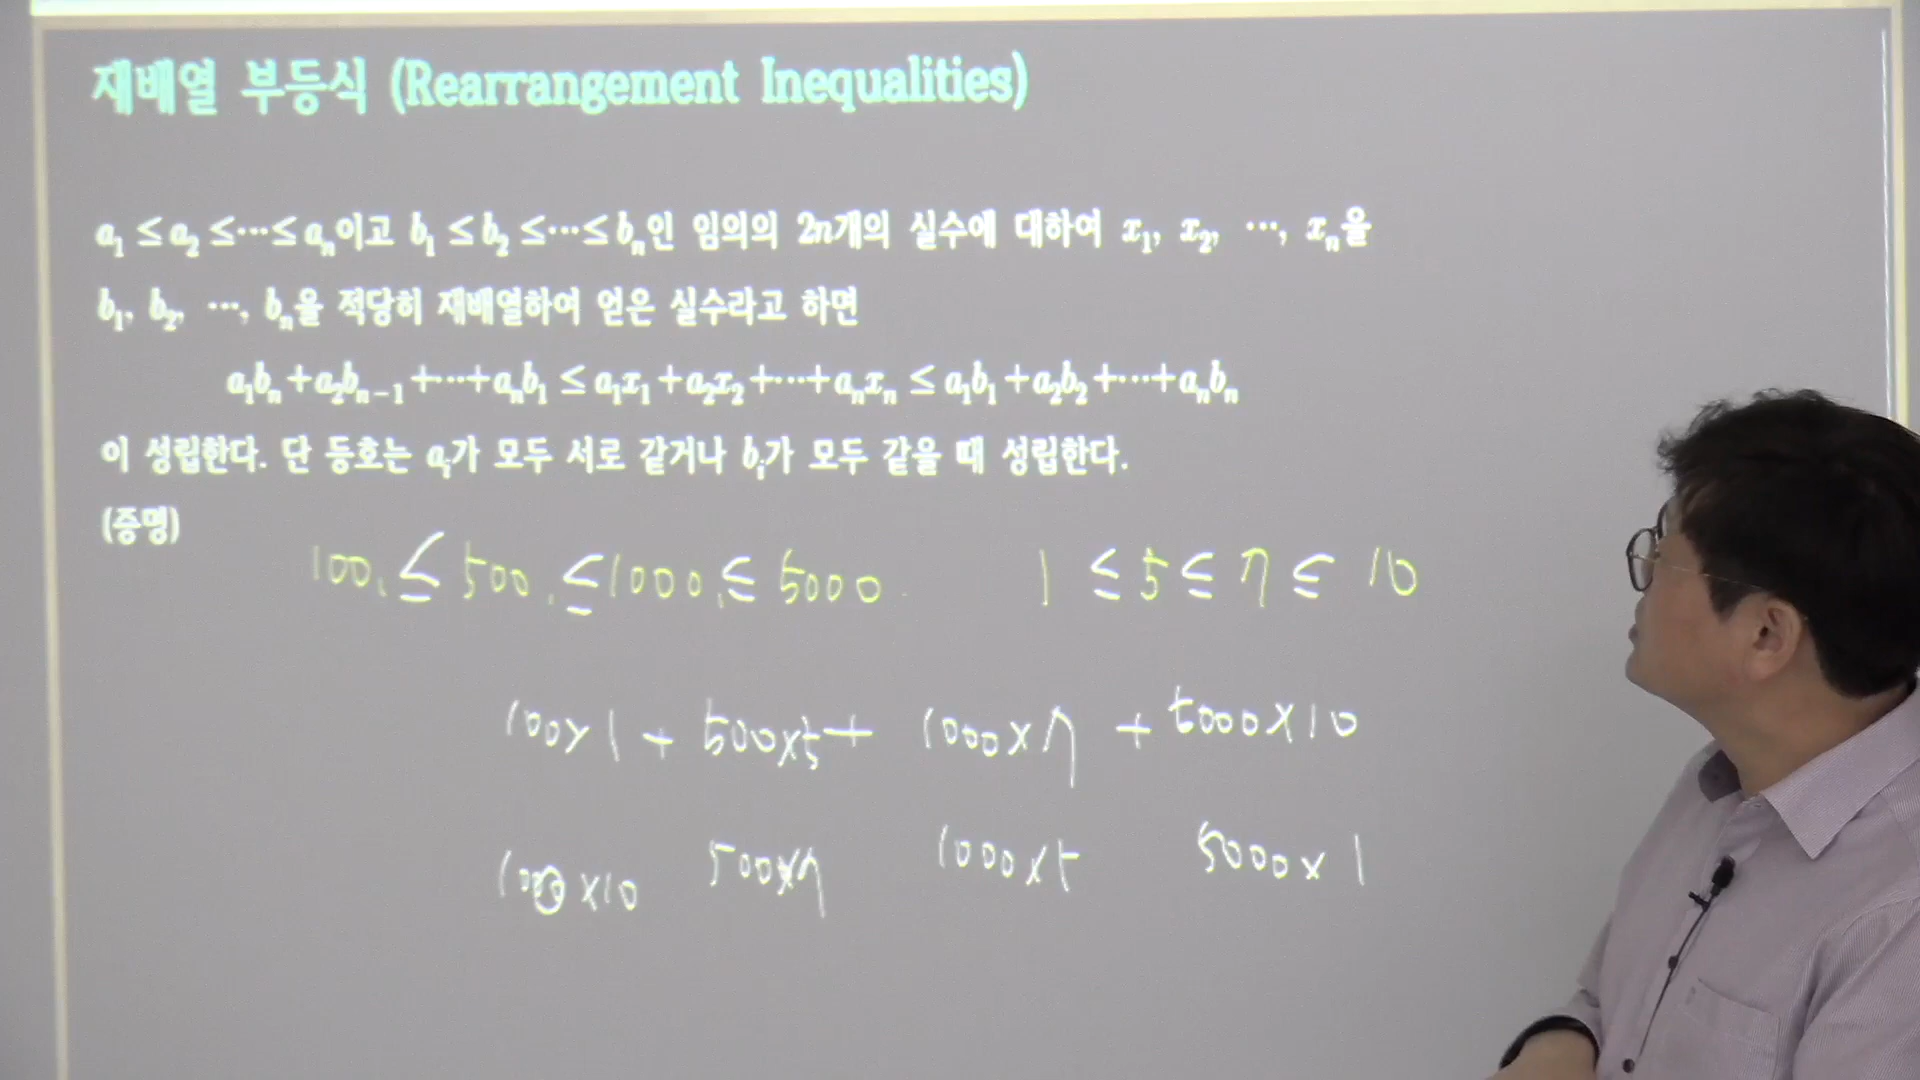 재배열 부등식 (Rearrangement Inequalities)
a₁ ≤ a₂ ≤ ··· ≤ aₙ이고 b₁ ≤ b₂ ≤ ··· ≤ bₙ인 임의의 2n개의 실수에 대하여 x₁, x₂, ···, xₙ을
b₁, b₂, ···, bₙ을 적당히 재배열하여 얻은 실수라고 하면
a₁bₙ + a₂bₙ₋₁ + ··· + aₙb₁ ≤ a₁x₁ + a₂x₂ + ··· + aₙxₙ ≤ a₁b₁ + a₂b₂ + ··· + aₙbₙ
이 성립한다. 단 등호는 aᵢ가 모두 서로 같거나 bᵢ가 모두 같을 때 성립한다.
(증명)
100, ≤ 500, ≤ 1000, ≤ 5000 1 ≤ 5 ≤ 7 ≤ 10
100×1 + 500×5 + 1000×7 + 5000×10
100×10 500×7 1000×5 5000×1